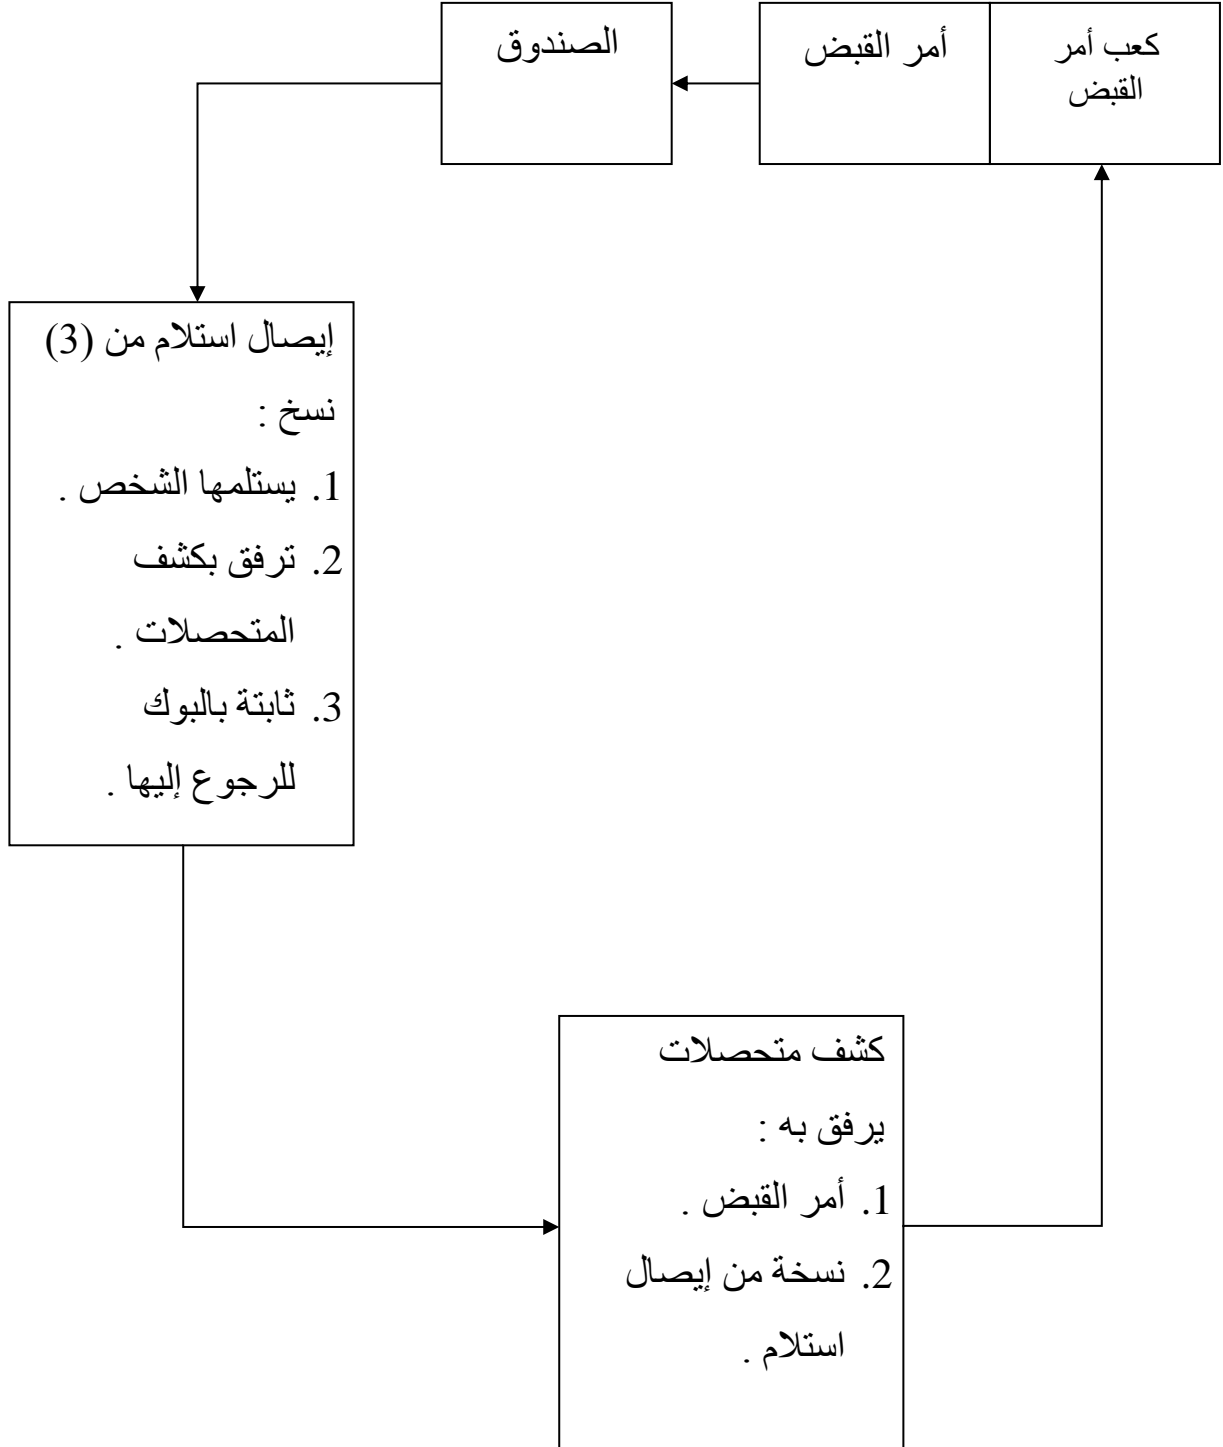 كعب أمر
القبض
أمر القبض
الصندوق
إيصال استلام من (3)
نسخ :
1. يستلمها الشخص .
2. ترفق بكشف
المتحصلات .
3. ثابتة بالبوك
للرجوع إليها .
كشف متحصلات
يرفق به :
1. أمر القبض .
2. نسخة من إيصال
استلام .